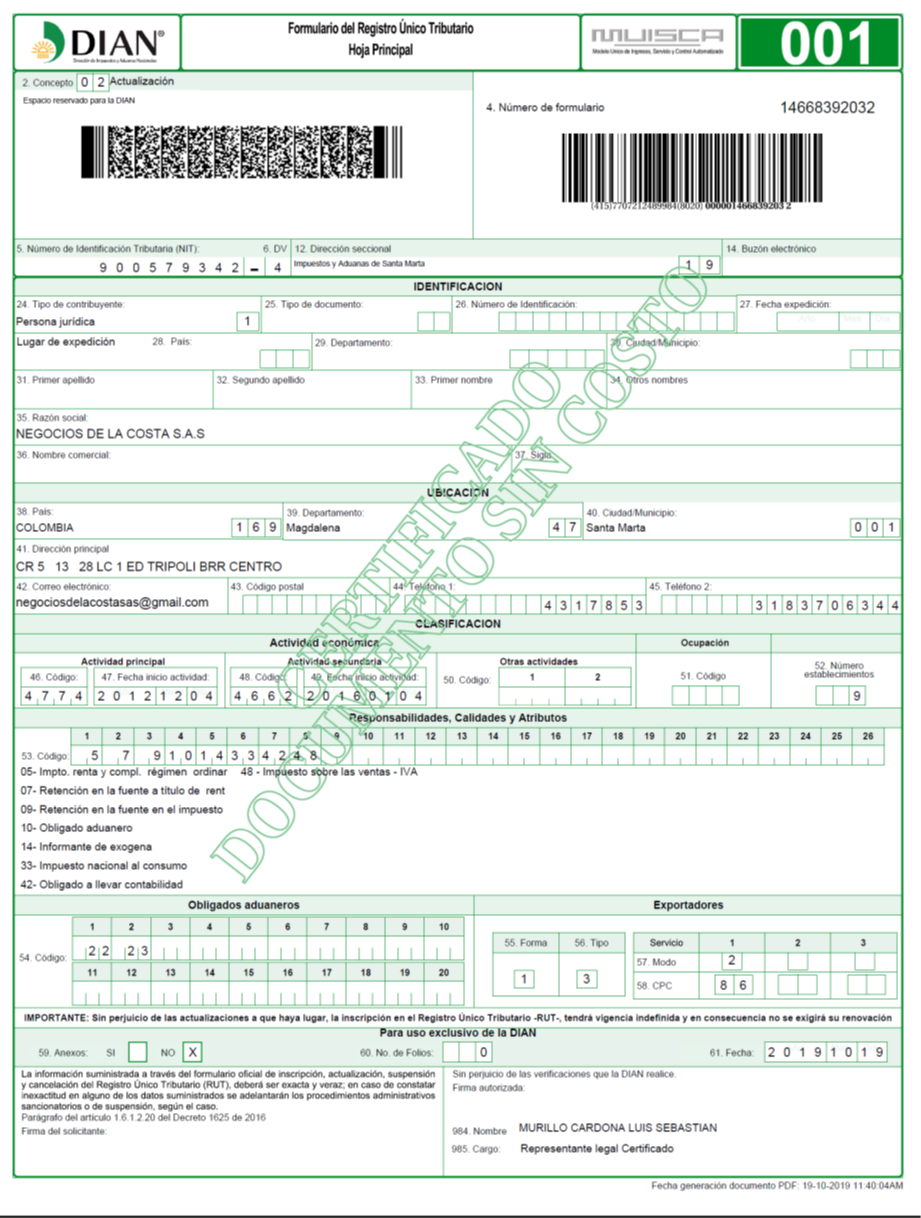 DIAN®
Dirección de Impuestos y Aduanas Nacionales
Formulario del Registro Único Tributario
Hoja Principal
MUISCA
Modelo Único de Ingresos, Servicio y Control Automatizado
001
2. Concepto 0 2 Actualización
Espacio reservado para la DIAN
4. Número de formulario 14668392032
(415)7707212489984(8020) 000001466839203 2
5. Número de Identificación Tributaria (NIT): 6. DV 12. Dirección seccional 14. Buzón electrónico
9 0 0 5 7 9 3 4 2 - 4 Impuestos y Aduanas de Santa Marta 1 9
IDENTIFICACION
24. Tipo de contribuyente: 25. Tipo de documento: 26. Número de Identificación: 27. Fecha expedición:
Persona jurídica 1
Lugar de expedición 28. País: 29. Departamento: 30. Ciudad/Municipio:
31. Primer apellido 32. Segundo apellido 33. Primer nombre 34. Otros nombres
35. Razón social:
NEGOCIOS DE LA COSTA S.A.S
36. Nombre comercial: 37. Sigla:
UBICACIÓN
38. País: 39. Departamento: 40. Ciudad/Municipio:
COLOMBIA 1 6 9 Magdalena 4 7 Santa Marta 0 0 1
41. Dirección principal
CR 5 13 28 LC 1 ED TRIPOLI BRR CENTRO
42. Correo electrónico: 43. Código postal 44. Teléfono 1: 45. Teléfono 2:
negociosdelacostasas@gmail.com 4 3 1 7 8 5 3 3 1 8 3 7 0 6 3 4 4
CLASIFICACION
Actividad económica Ocupación
Actividad principal Actividad secundaria Otras actividades 52. Número establecimientos
46. Código: 47. Fecha inicio actividad: 48. Código: 49. Fecha inicio actividad: 50. Código: 1 2 51. Código
4 7 7 4 2 0 1 2 1 2 0 4 4 6 6 2 2 0 1 6 0 1 0 4 9
Responsabilidades, Calidades y Atributos
1 2 3 4 5 6 7 8 9 10 11 12 13 14 15 16 17 18 19 20 21 22 23 24 25 26
53. Código: 5 7 9 1 0 1 4 3 3 4 2 4 8
05- Impto. renta y compl. régimen ordinar 48 - Impuesto sobre las ventas - IVA
07- Retención en la fuente a título de rent
09- Retención en la fuente en el impuesto
10- Obligado aduanero
14- Informante de exogena
33- Impuesto nacional al consumo
42- Obligado a llevar contabilidad
CERTIFICADO
DOCUMENTO SIN COSTO
Obligados aduaneros Exportadores
1 2 3 4 5 6 7 8 9 10
54. Código: 2 2 2 3
11 12 13 14 15 16 17 18 19 20
55. Forma 56. Tipo Servicio 1 2 3
1 3 57. Modo 2
58. CPC 8 6
IMPORTANTE: Sin perjuicio de las actualizaciones a que haya lugar, la inscripción en el Registro Único Tributario -RUT-, tendrá vigencia indefinida y en consecuencia no se exigirá su renovación
Para uso exclusivo de la DIAN
59. Anexos: SI NO X 60. No. de Folios: 0 61. Fecha: 2 0 1 9 1 0 1 9
La información suministrada a través del formulario oficial de inscripción, actualización, suspensión
y cancelación del Registro Único Tributario (RUT), deberá ser exacta y veraz; en caso de constatar
inexactitud en alguno de los datos suministrados se adelantarán los procedimientos administrativos
sancionatorios o de suspensión, según el caso.
Parágrafo del artículo 1.6.1.2.20 del Decreto 1625 de 2016
Firma del solicitante:
Sin perjuicio de las verificaciones que la DIAN realice.
Firma autorizada:
984. Nombre MURILLO CARDONA LUIS SEBASTIAN
985. Cargo: Representante legal Certificado
Fecha generación documento PDF: 19-10-2019 11:40:04AM